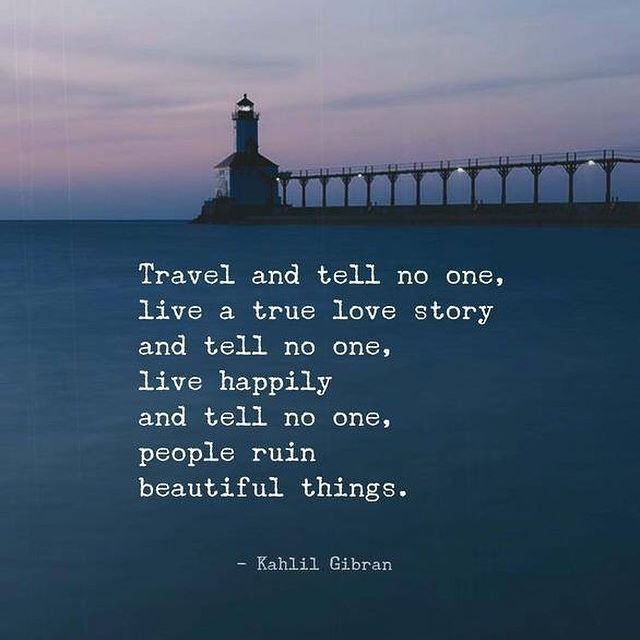 Travel and tell no one,
live a true love story
and tell no one,
live happily
and tell no one,
people ruin
beautiful things.
– Kahlil Gibran